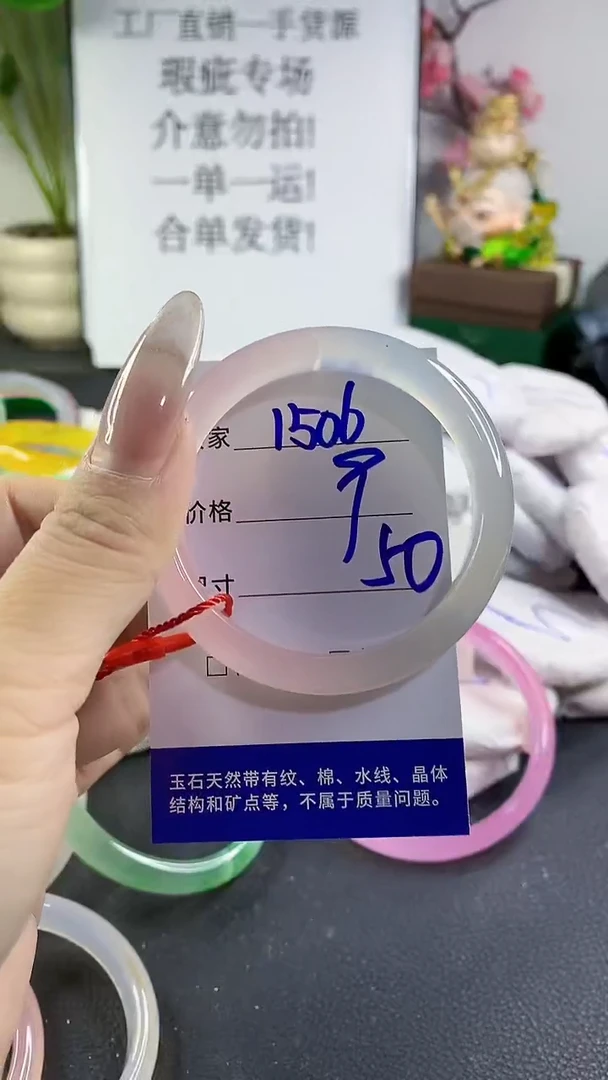 工厂直销一手货源
瑕疵专场
介意勿拍!
一单一运!
合单发货!
家 1506
价格
寸 50
玉石天然带有纹、棉、水线、晶体
结构和矿点等，不属于质量问题。